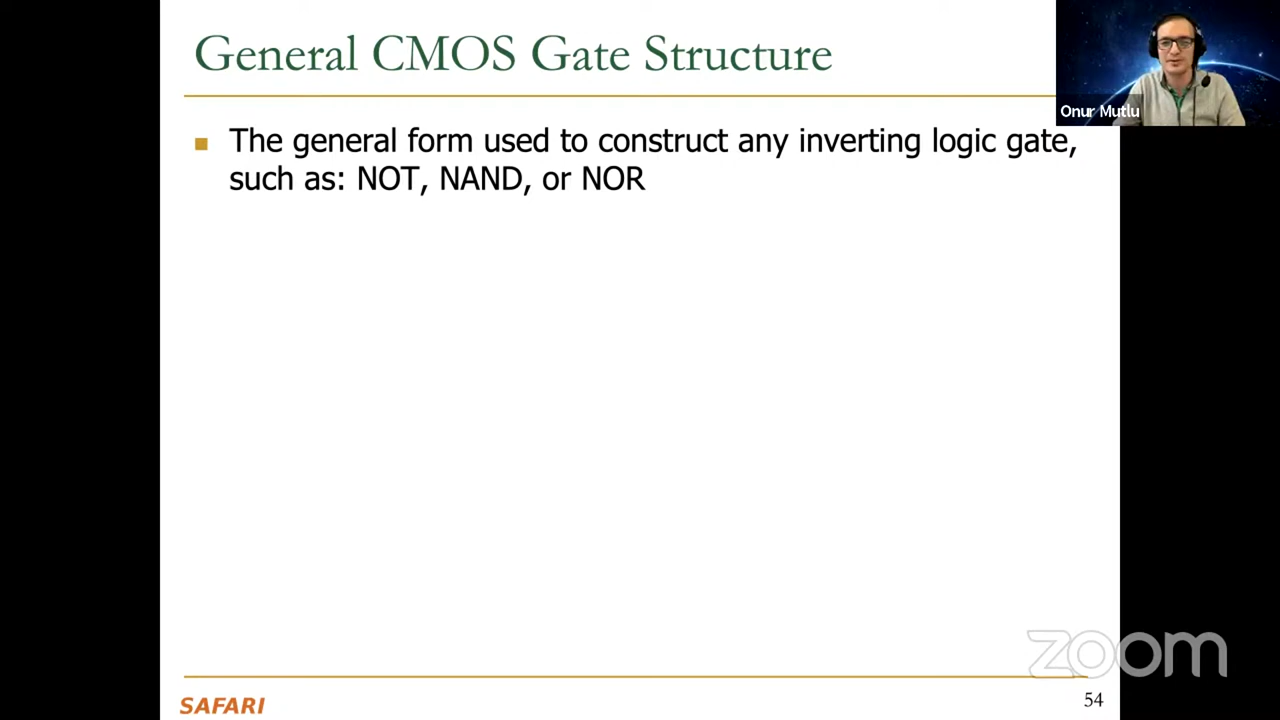 General CMOS Gate Structure
Onur Mutlu
■ The general form used to construct any inverting logic gate,
such as: NOT, NAND, or NOR
zoom
SAFARI
54